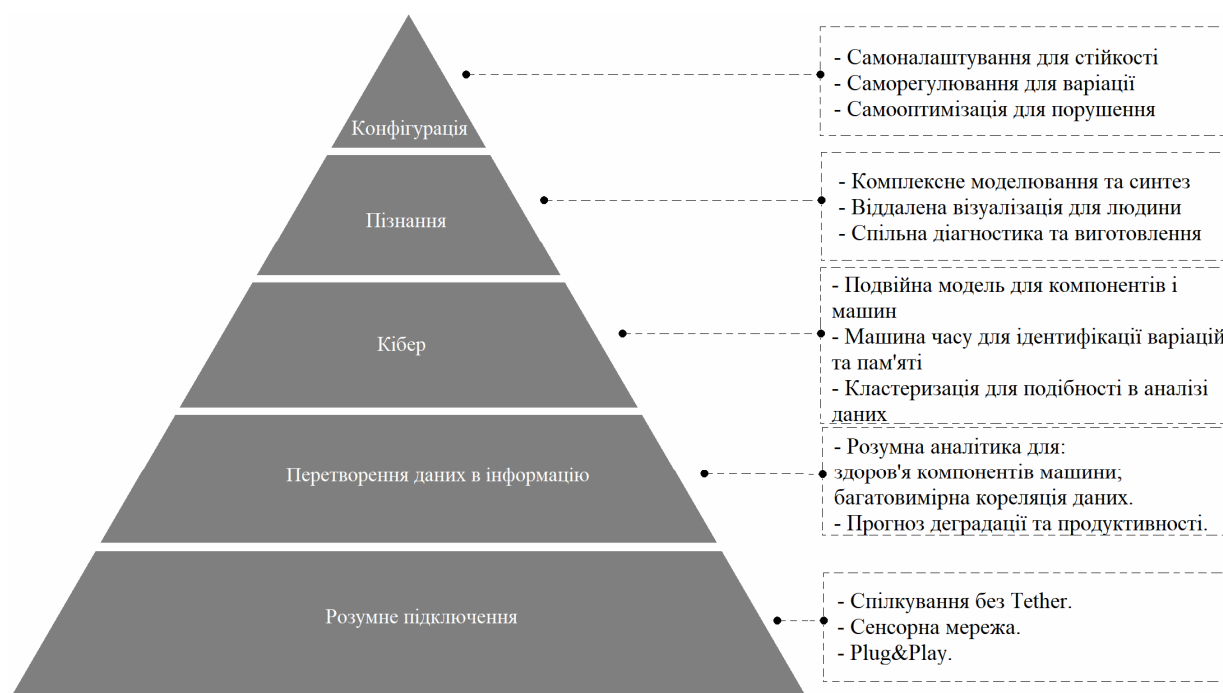 Конфігурація
- Самоналаштування для стійкості
- Саморегулювання для варіації
- Самооптимізація для порушення
Пізнання
- Комплексне моделювання та синтез
- Віддалена візуалізація для людини
- Спільна діагностика та виготовлення
Кібер
- Подвійна модель для компонентів і
машин
- Машина часу для ідентифікації варіацій
та пам'яті
- Кластеризація для подібності в аналізі
даних
Перетворення даних в інформацію
- Розумна аналітика для:
здоров'я компонентів машини;
багатовимірна кореляція даних.
- Прогноз деградації та продуктивності.
Розумне підключення
- Спілкування без Tether.
- Сенсорна мережа.
- Plug&Play.